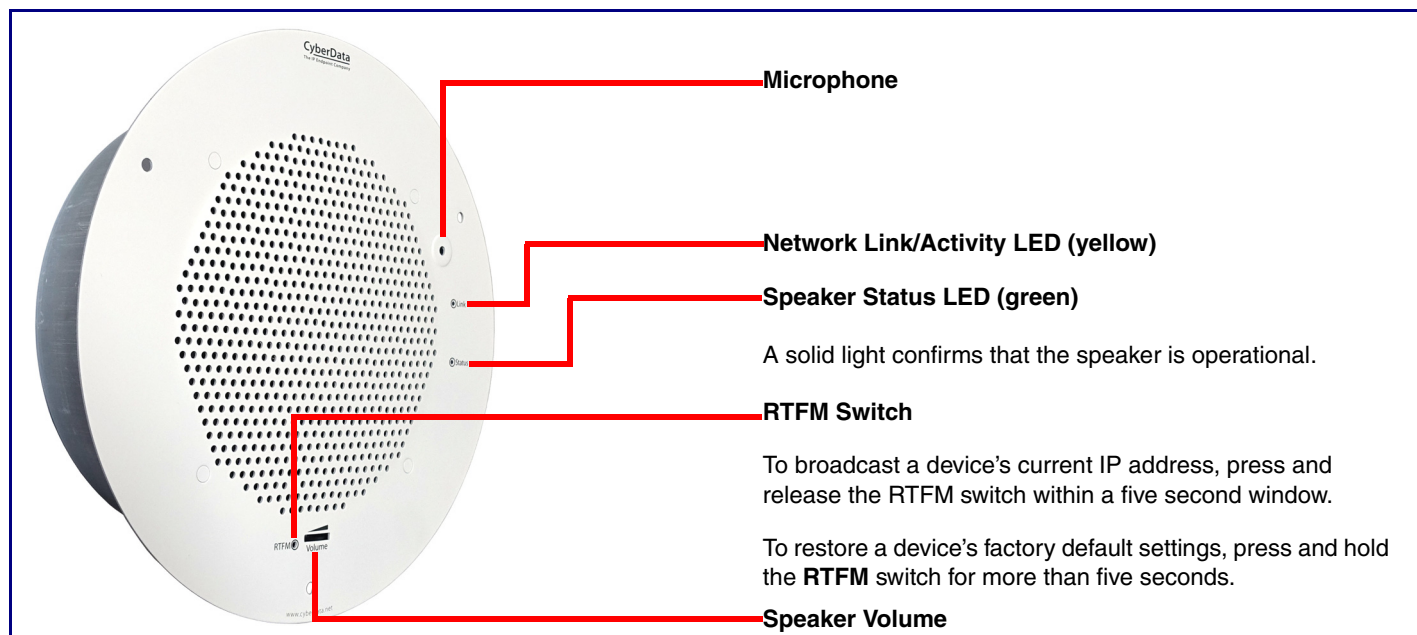 CyberData
The IP Endpoint Company
Microphone
Network Link/Activity LED (yellow)
Link
Speaker Status LED (green)
Status
A solid light confirms that the speaker is operational.
RTFM Switch
To broadcast a device’s current IP address, press and
release the RTFM switch within a five second window.
To restore a device’s factory default settings, press and hold
the RTFM switch for more than five seconds.
RTFM
Volume
www.cyberdata.net
Speaker Volume